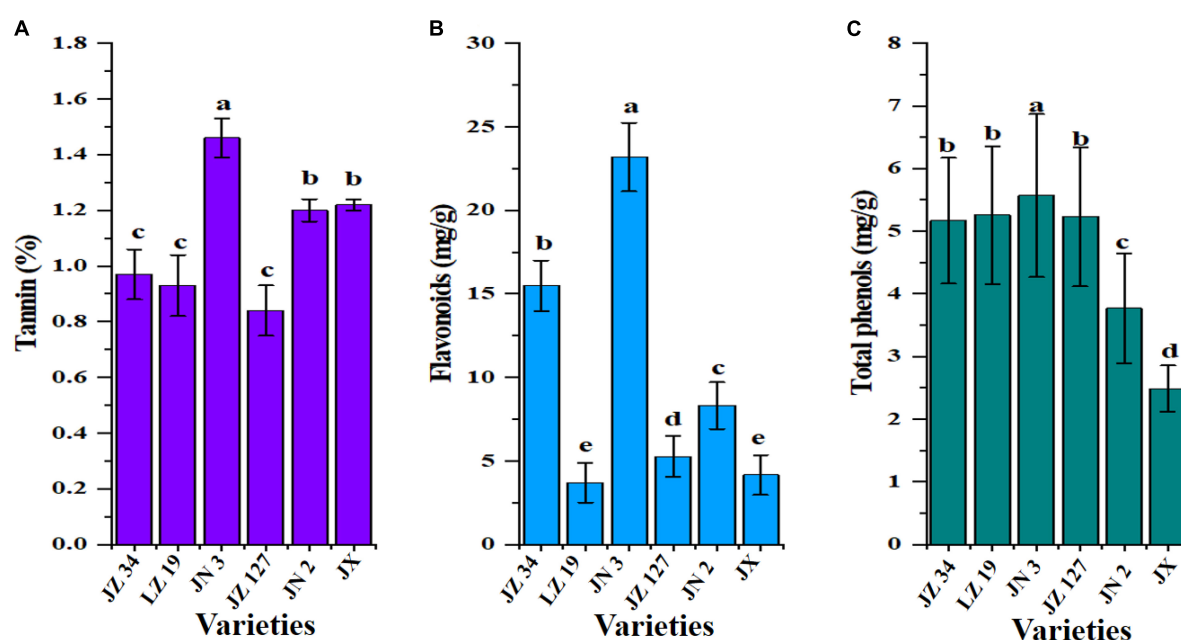 A
Tannin (%)
1.8
1.6
1.4
1.2
1.0
0.8
0.6
0.4
0.2
0.0
c
c
a
c
b
b
JZ 34
LZ 19
JN 3
JZ 127
JN 2
JX
Varieties
B
Flavonoids (mg/g)
30
25
20
15
10
5
0
b
e
a
d
c
e
JZ 34
LZ 19
JN 3
JZ 127
JN 2
JX
Varieties
C
Total phenols (mg/g)
8
7
6
5
4
3
2
1
0
b
b
a
b
c
d
JZ 34
LZ 19
JN 3
JZ 127
JN 2
JX
Varieties